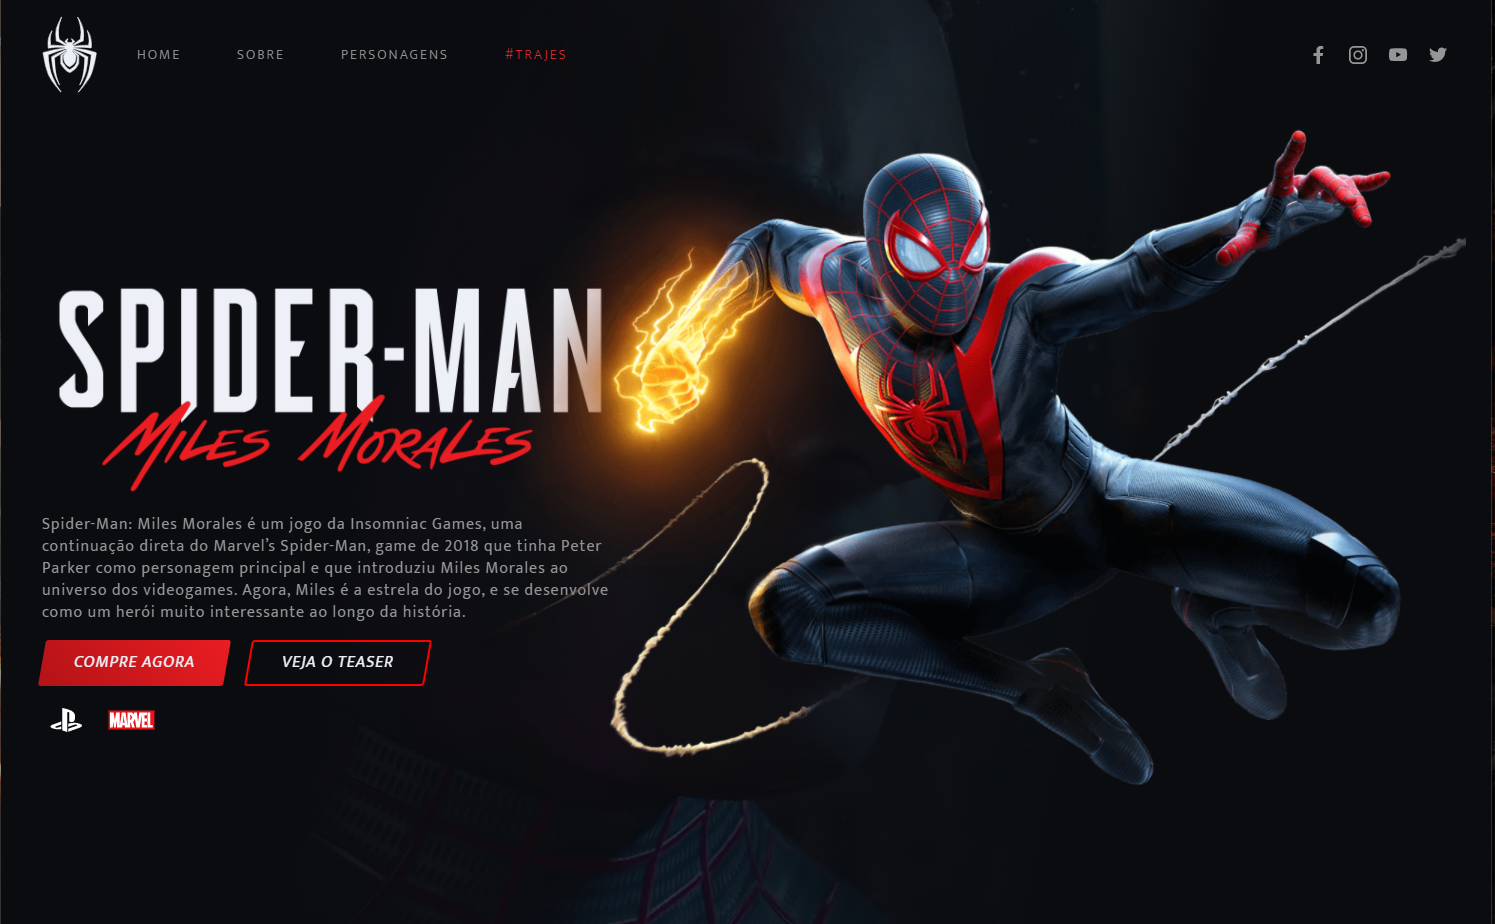 HOME SOBRE PERSONAGENS #TRAJES
SPIDER-MAN
MILES MORALES
Spider-Man: Miles Morales é um jogo da Insomniac Games, uma
continuação direta do Marvel’s Spider-Man, game de 2018 que tinha Peter
Parker como personagem principal e que introduziu Miles Morales ao
universo dos videogames. Agora, Miles é a estrela do jogo, e se desenvolve
como um herói muito interessante ao longo da história.
COMPRE AGORA VEJA O TEASER
MARVEL